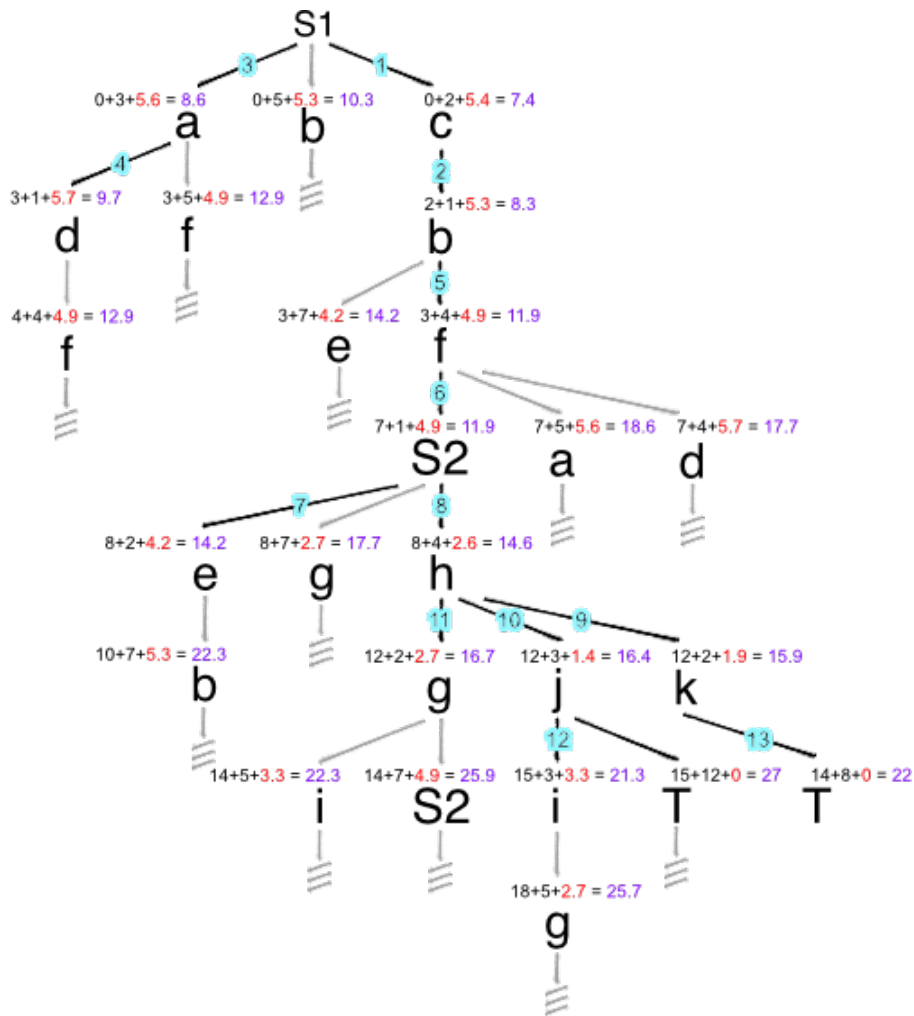 S1
3 1
0+3+5.6 = 8.6 0+5+5.3 = 10.3 0+2+5.4 = 7.4
a b c
4 2
3+1+5.7 = 9.7 3+5+4.9 = 12.9 2+1+5.3 = 8.3
d f b
5
4+4+4.9 = 12.9 3+7+4.2 = 14.2 3+4+4.9 = 11.9
f e f
6
7+1+4.9 = 11.9 7+5+5.6 = 18.6 7+4+5.7 = 17.7
S2 a d
7 8
8+2+4.2 = 14.2 8+7+2.7 = 17.7 8+4+2.6 = 14.6
e g h
11 10 9
10+7+5.3 = 22.3 12+2+2.7 = 16.7 12+3+1.4 = 16.4 12+2+1.9 = 15.9
b g j k
12 13
14+5+3.3 = 22.3 14+7+4.9 = 25.9 15+3+3.3 = 21.3 15+12+0 = 27 14+8+0 = 22
i S2 i T T
18+5+2.7 = 25.7
g